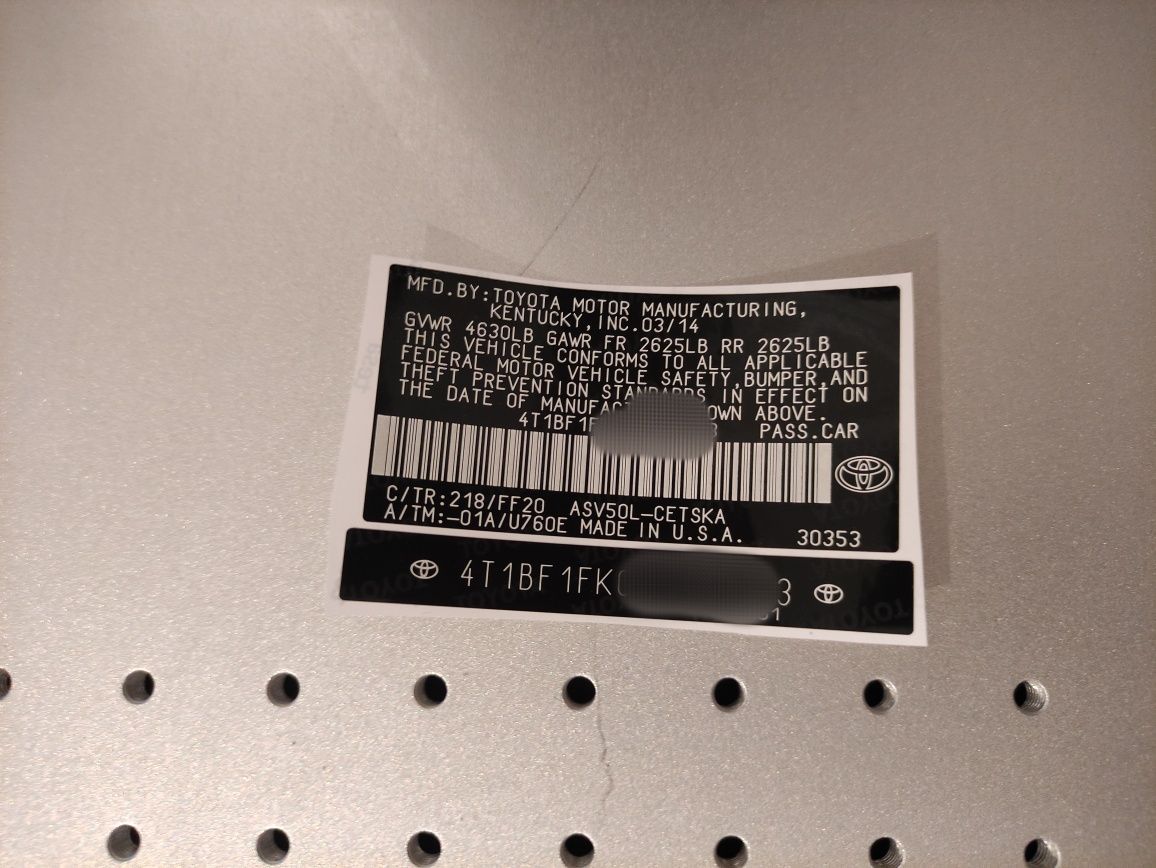 MFD.BY:TOYOTA MOTOR MANUFACTURING,
KENTUCKY,INC.03/14
GVWR 4630LB GAWR FR 2625LB RR 2625LB
THIS VEHICLE CONFORMS TO ALL APPLICABLE
FEDERAL MOTOR VEHICLE SAFETY,BUMPER,AND
THEFT PREVENTION STANDARDS IN EFFECT ON
THE DATE OF ABOVE.
PASS.CAR
C/TR:218/FF20 ASV50L-CETSKA
A/TM:-01A/U760E MADE IN U.S.A. 30353
4T1BF1FK